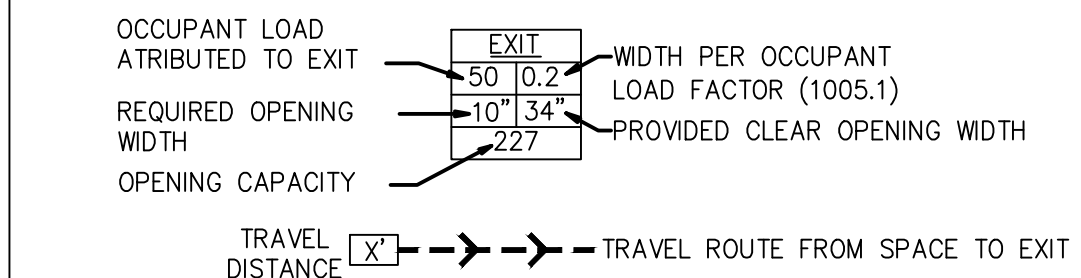 OCCUPANT LOAD
ATRIBUTED TO EXIT
REQUIRED OPENING
WIDTH
OPENING CAPACITY
EXIT
50 0.2
10" 34"
227
WIDTH PER OCCUPANT
LOAD FACTOR (1005.1)
PROVIDED CLEAR OPENING WIDTH
TRAVEL
DISTANCE
X'
TRAVEL ROUTE FROM SPACE TO EXIT